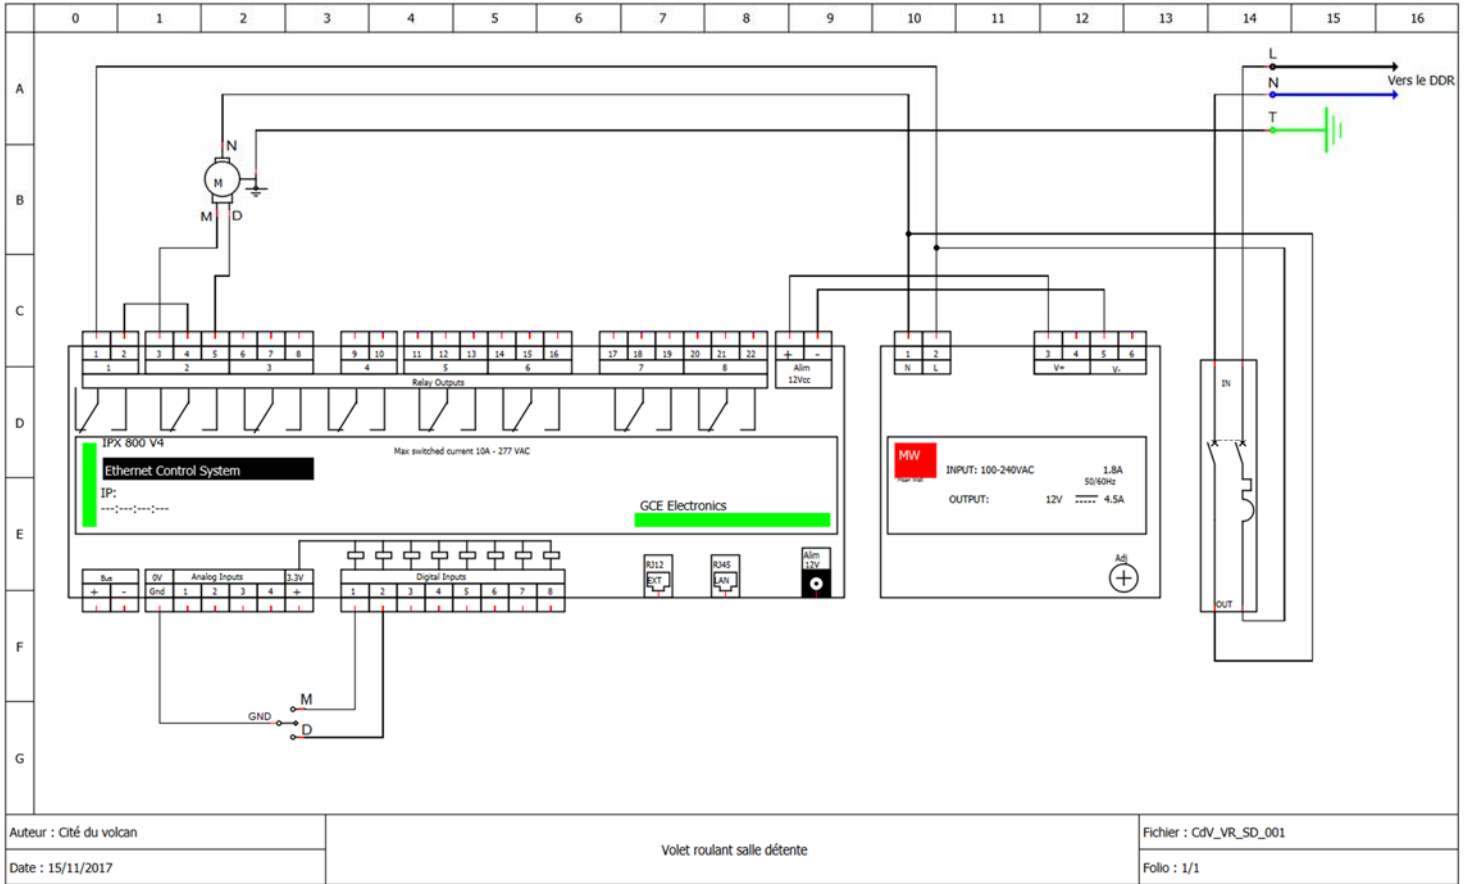 0 1 2 3 4 5 6 7 8 9 10 11 12 13 14 15 16
A
L
Vers le DDR
N
T
N
M
B
M D
C
1 2 3 4 5 6 7 8 9 10 11 12 13 14 15 16 17 18 19 20 21 22 + -
1 2 3 4 5 6 7 8
Alim
12Vcc
Relay Outputs
1 2 3 4 5 6
N L V+ V-
D
IN
IPX 800 V4
Max switched current 10A - 277 VAC
Ethernet Control System
IP:
---:---:---:---
GCE Electronics
MW
INPUT: 100-240VAC 1.8A
50/60Hz
OUTPUT: 12V 4.5A
E
Adj
RJ12
EXT
RJ45
LAN
Alim
12V
Bus 0V Analog Inputs 3.3V Digital Inputs
+ - Gnd 1 2 3 4 + 1 2 3 4 5 6 7 8
OUT
F
M
GND
D
G
Auteur : Cité du volcan
Date : 15/11/2017
Volet roulant salle détente
Fichier : CdV_VR_SD_001
Folio : 1/1